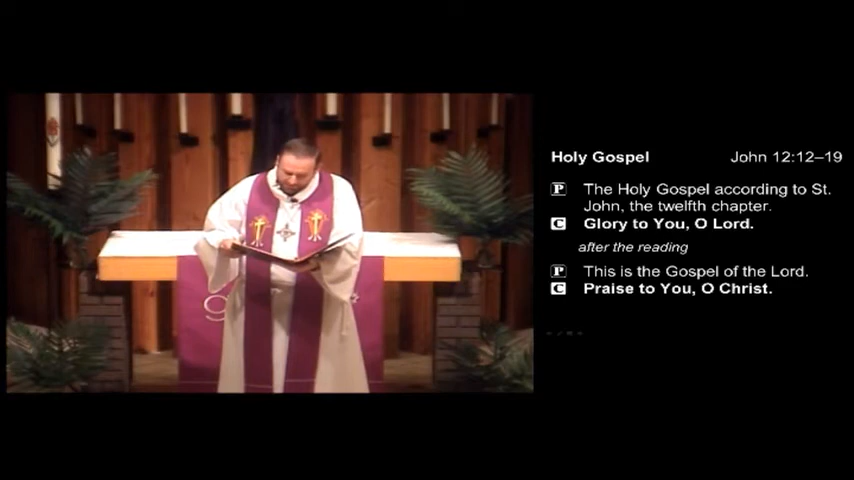 Holy Gospel John 12:12–19
P The Holy Gospel according to St.
John, the twelfth chapter.
C Glory to You, O Lord.
after the reading
P This is the Gospel of the Lord.
C Praise to You, O Christ.